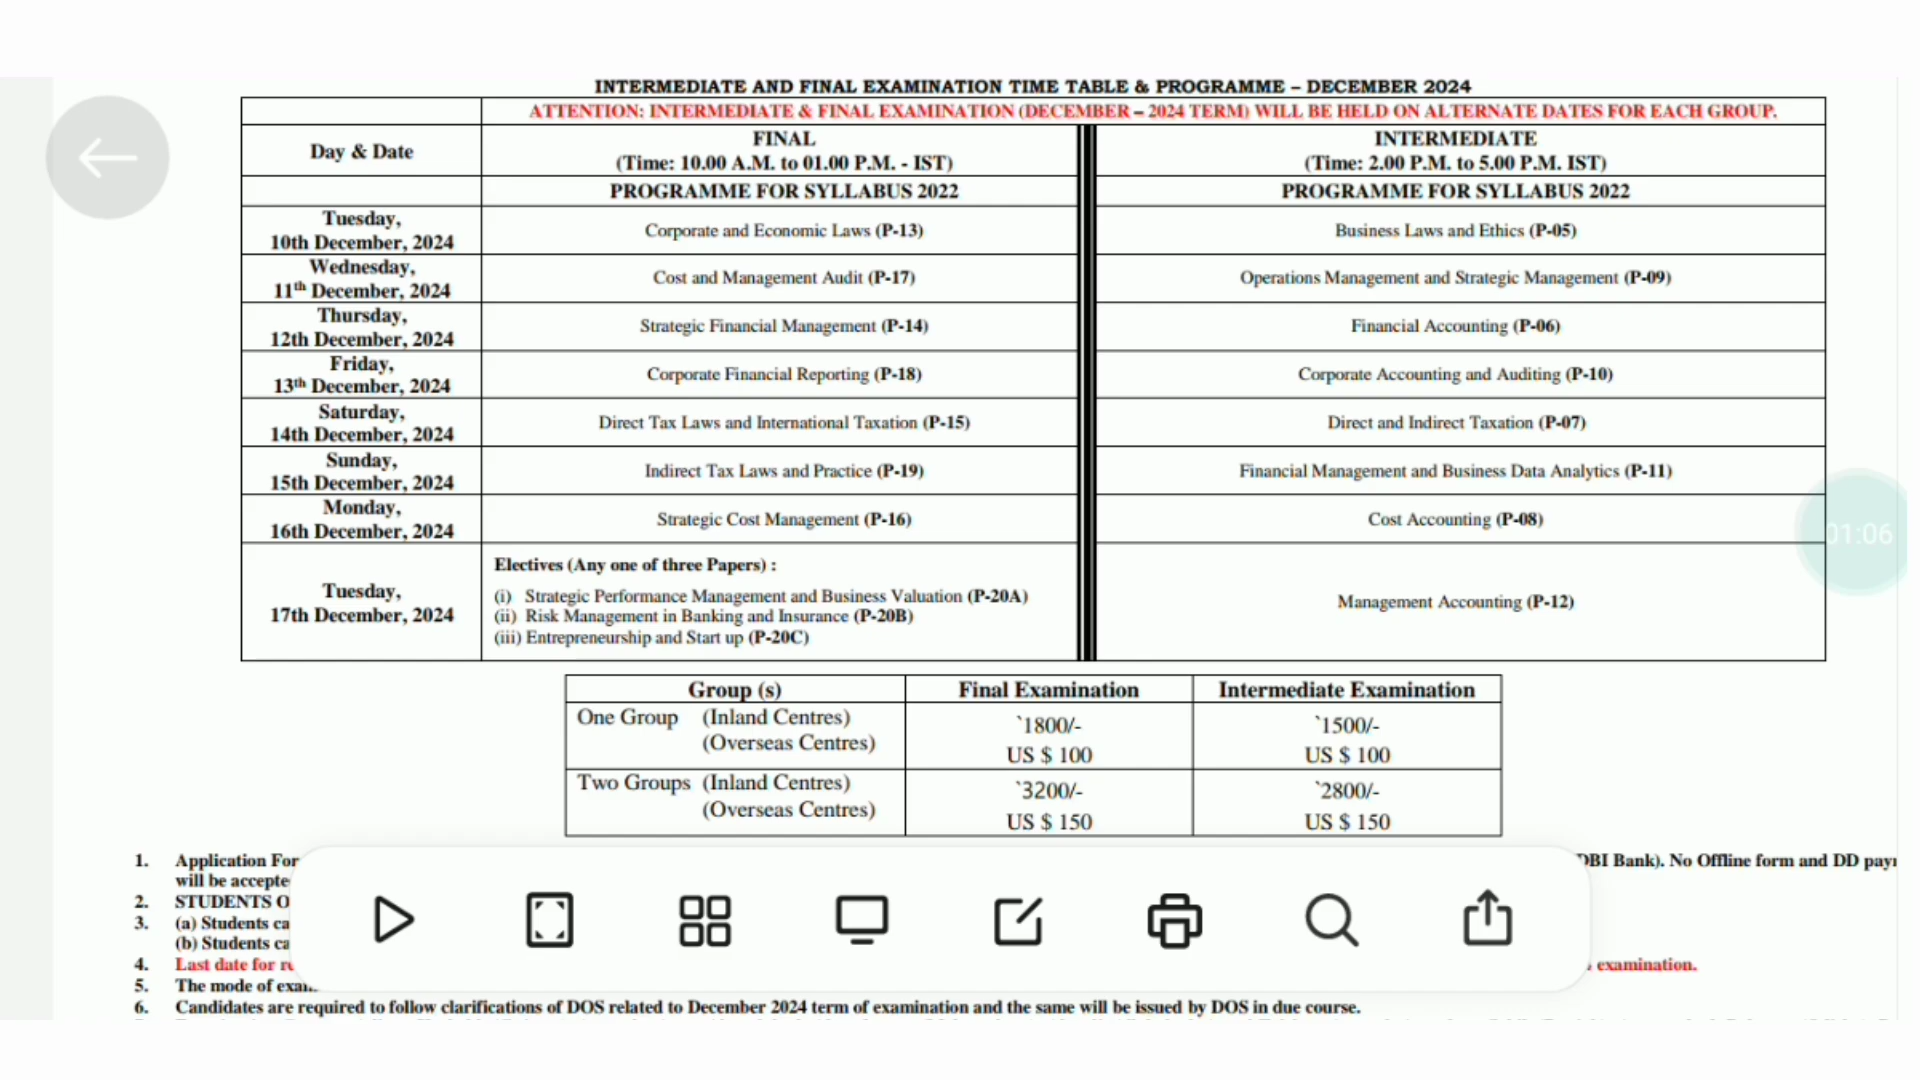 INTERMEDIATE AND FINAL EXAMINATION TIME TABLE & PROGRAMME – DECEMBER 2024
ATTENTION: INTERMEDIATE & FINAL EXAMINATION (DECEMBER – 2024 TERM) WILL BE HELD ON ALTERNATE DATES FOR EACH GROUP.
Day & Date
FINAL
(Time: 10.00 A.M. to 01.00 P.M. - IST)
INTERMEDIATE
(Time: 2.00 P.M. to 5.00 P.M. IST)
PROGRAMME FOR SYLLABUS 2022
PROGRAMME FOR SYLLABUS 2022
Tuesday,
10th December, 2024
Corporate and Economic Laws (P-13)
Business Laws and Ethics (P-05)
Wednesday,
11th December, 2024
Cost and Management Audit (P-17)
Operations Management and Strategic Management (P-09)
Thursday,
12th December, 2024
Strategic Financial Management (P-14)
Financial Accounting (P-06)
Friday,
13th December, 2024
Corporate Financial Reporting (P-18)
Corporate Accounting and Auditing (P-10)
Saturday,
14th December, 2024
Direct Tax Laws and International Taxation (P-15)
Direct and Indirect Taxation (P-07)
Sunday,
15th December, 2024
Indirect Tax Laws and Practice (P-19)
Financial Management and Business Data Analytics (P-11)
Monday,
16th December, 2024
Strategic Cost Management (P-16)
Cost Accounting (P-08)
01:06
Tuesday,
17th December, 2024
Electives (Any one of three Papers) :
(i) Strategic Performance Management and Business Valuation (P-20A)
(ii) Risk Management in Banking and Insurance (P-20B)
(iii) Entrepreneurship and Start up (P-20C)
Management Accounting (P-12)
Group (s)
Final Examination
Intermediate Examination
One Group (Inland Centres)
(Overseas Centres)
`1800/-
US $ 100
`1500/-
US $ 100
Two Groups (Inland Centres)
(Overseas Centres)
`3200/-
US $ 150
`2800/-
US $ 150
1. Application For
DBI Bank). No Offline form and DD
will be accepte
2. STUDENTS O
3. (a) Students ca
(b) Students ca
4. Last date for
examination.
5. The mode of
6. Candidates are required to follow clarifications of DOS related to December 2024 term of examination and the same will be issued by DOS in due course.